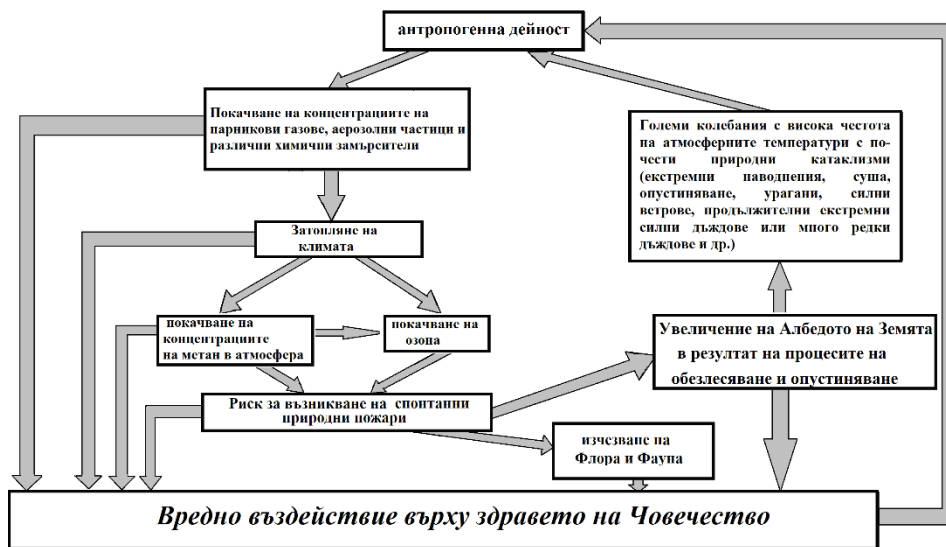 антропогенна дейност
Покачване на концентрациите на
парникови газове, аерозолни частици и
различни химични замърсители
Затопляне на
климата
покачване на
концентрациите
на метан в атмосфера
покачване на
озона
Риск за възникване на спонтанни
природни пожари
изчезване на
Флора и Фауна
Увеличение на Албедото на Земята
в резултат на процесите на
обезлесяване и опустиняване
Големи колебания с висока честота
на атмосферните температури с по-
чести природни катаклизми
(екстремни наводнения, суша,
опустиняване, урагани, силни
встрове, продължителни екстремни
силни дъждове или много редки
дъждове и др.)
Вредно въздействие върху здравето на Човечество